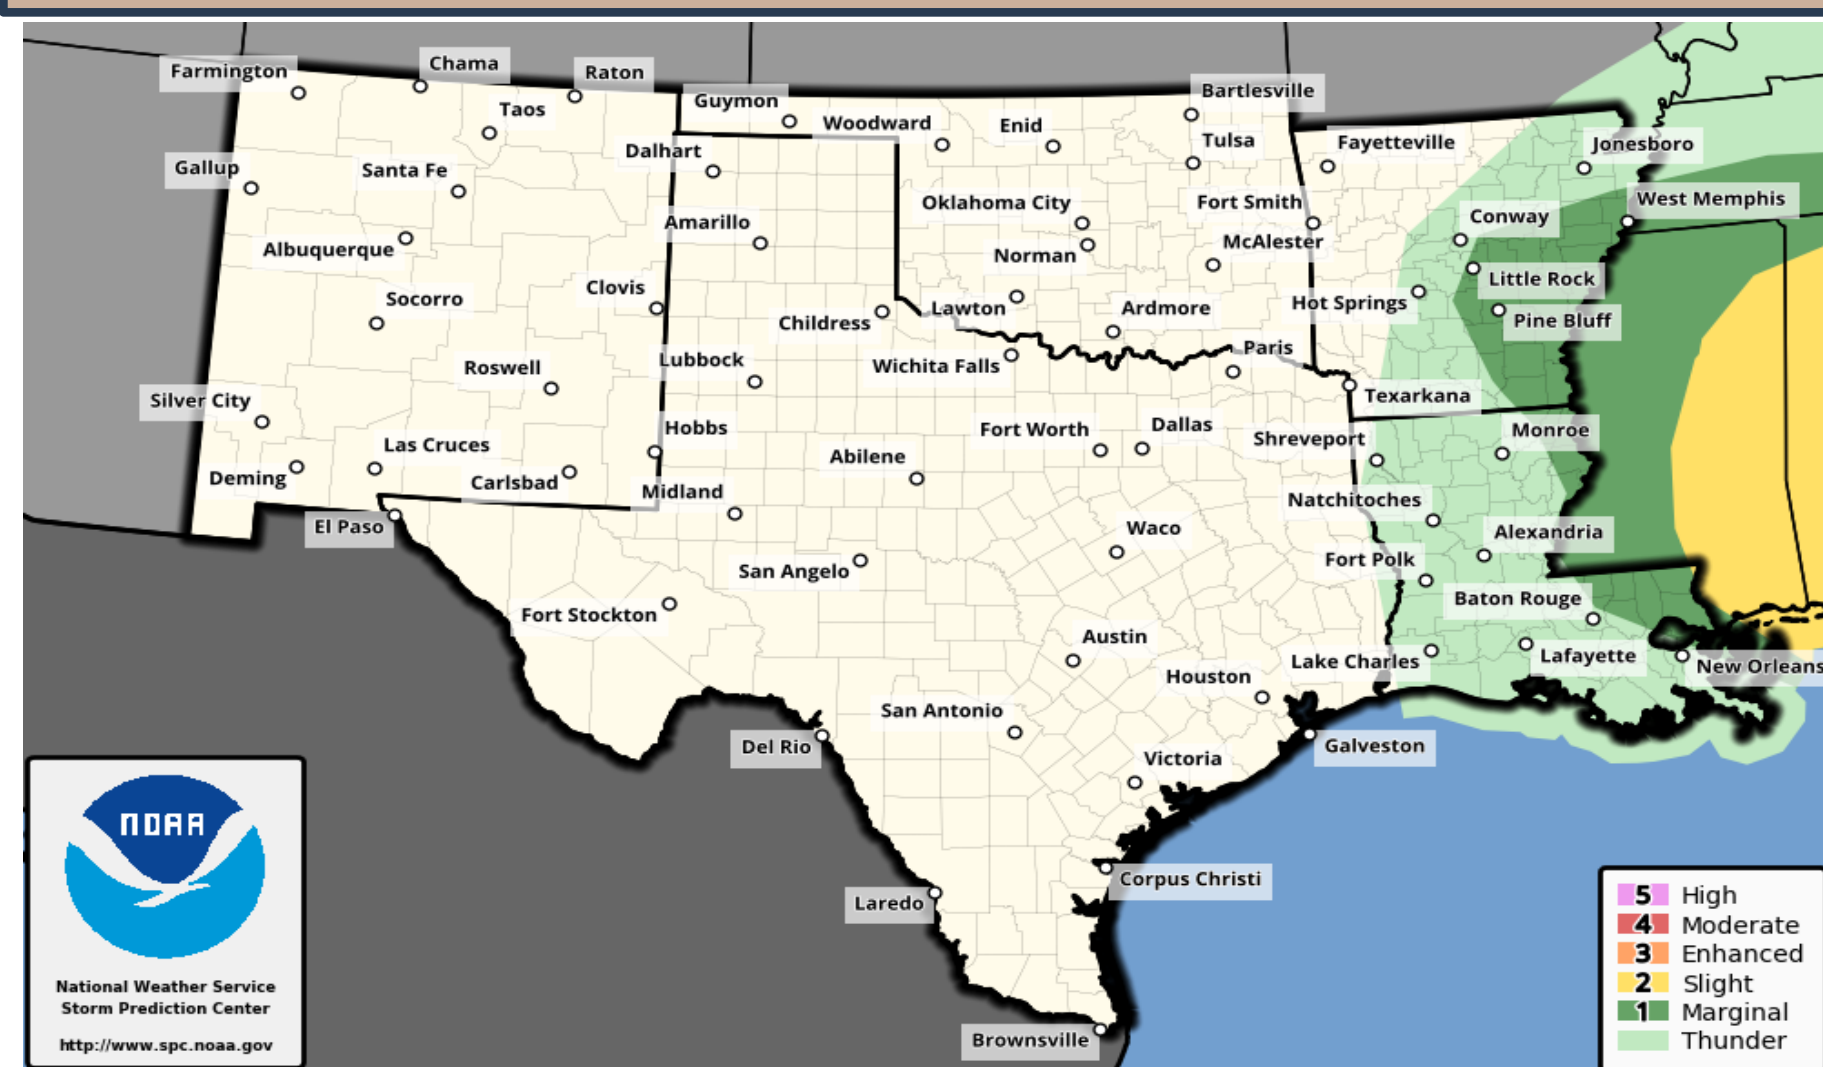 Farmington
Chama
Raton
Taos
Guymon
Woodward
Enid
Bartlesville
Tulsa
Fayetteville
Jonesboro
Gallup
Santa Fe
Dalhart
Oklahoma City
Fort Smith
West Memphis
Conway
Amarillo
Albuquerque
Norman
McAlester
Little Rock
Socorro
Clovis
Childress
Lawton
Ardmore
Hot Springs
Pine Bluff
Roswell
Lubbock
Wichita Falls
Paris
Texarkana
Silver City
Hobbs
Las Cruces
Fort Worth
Dallas
Shreveport
Monroe
Deming
Carlsbad
Midland
Abilene
Natchitoches
El Paso
Waco
Alexandria
San Angelo
Fort Polk
Fort Stockton
Baton Rouge
Austin
Lake Charles
Lafayette
New Orleans
Houston
San Antonio
Del Rio
Galveston
Victoria
Corpus Christi
Laredo
Brownsville
NOAA
National Weather Service
Storm Prediction Center
http://www.spc.noaa.gov
5 High
4 Moderate
3 Enhanced
2 Slight
1 Marginal
Thunder